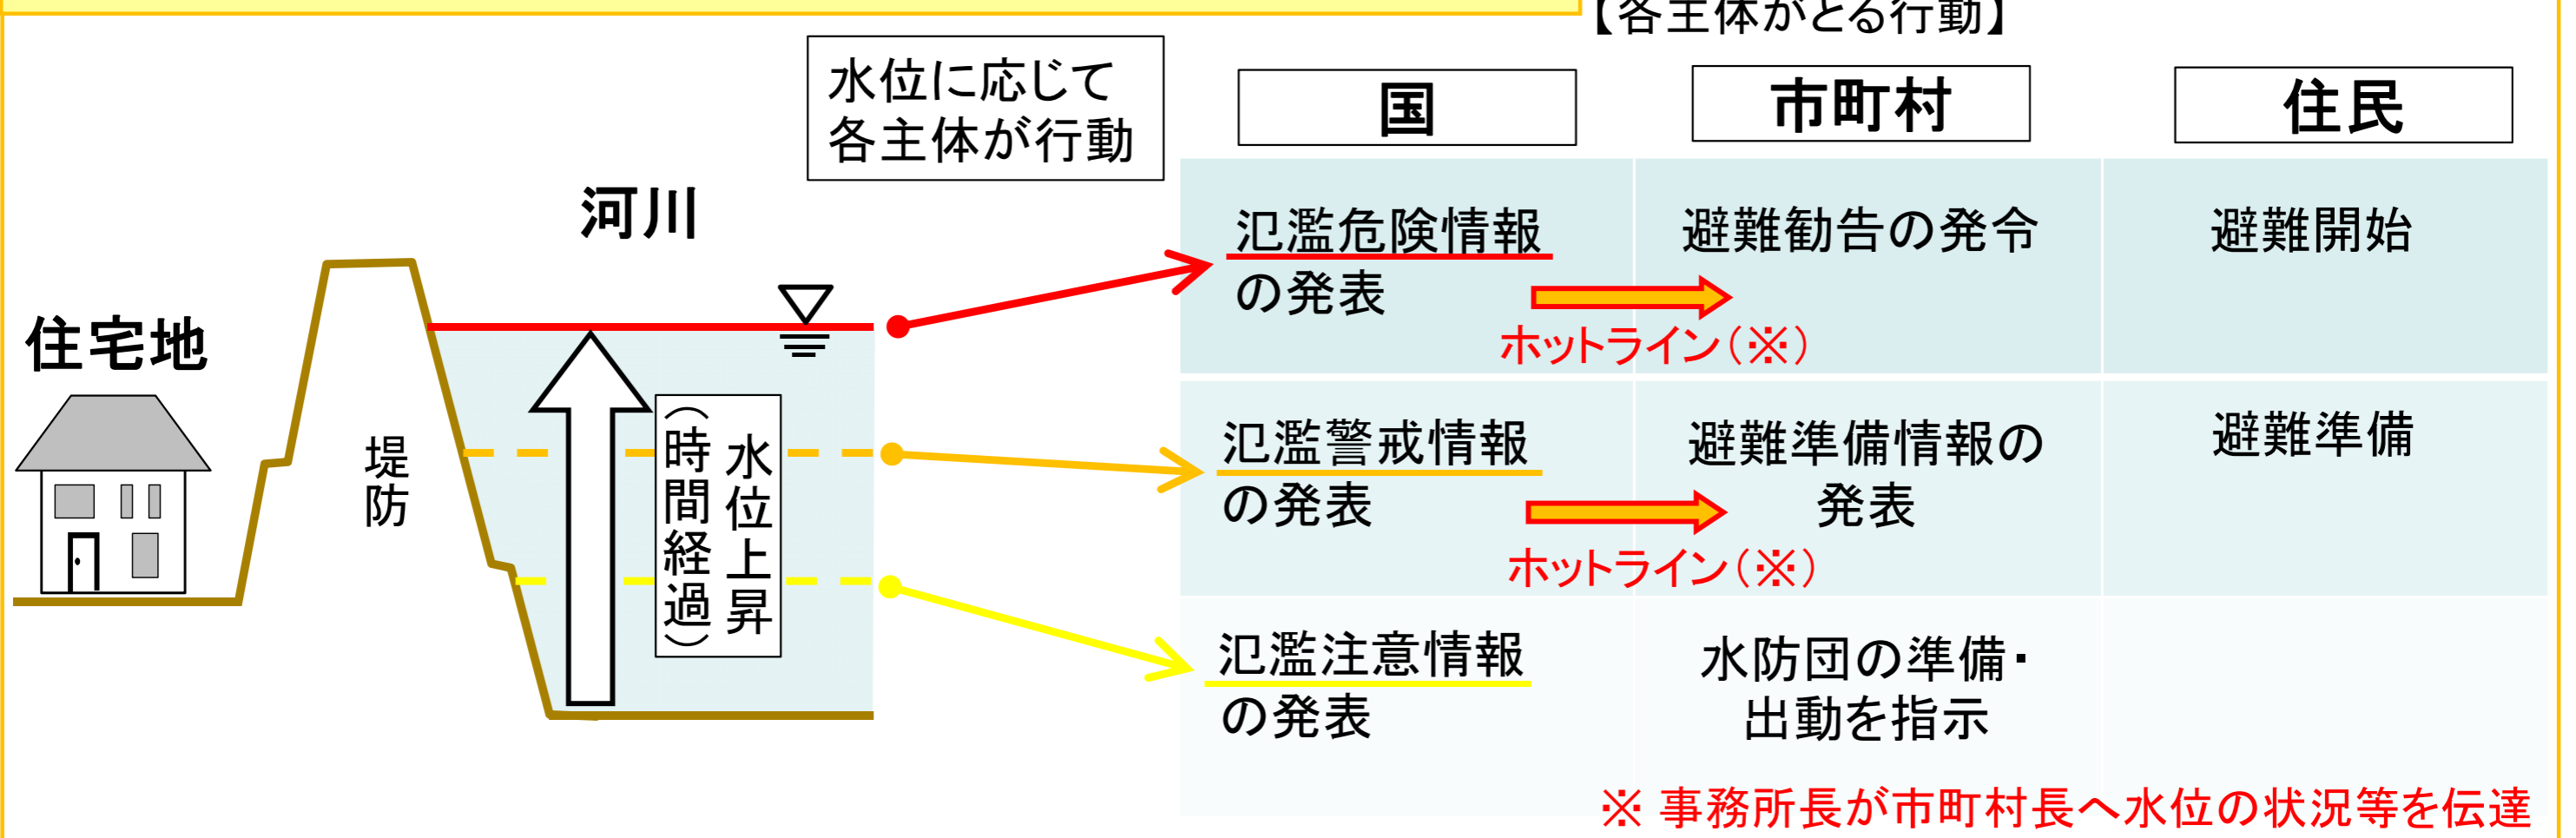 【各主体がとる行動】
水位に応じて
各主体が行動
国
市町村
住民
河川
住宅地
堤防
水位上昇
（時間経過）
氾濫危険情報
の発表
避難勧告の発令
避難開始
ホットライン（※）
氾濫警戒情報
の発表
避難準備情報の
発表
避難準備
ホットライン（※）
氾濫注意情報
の発表
水防団の準備・
出動を指示
※ 事務所長が市町村長へ水位の状況等を伝達